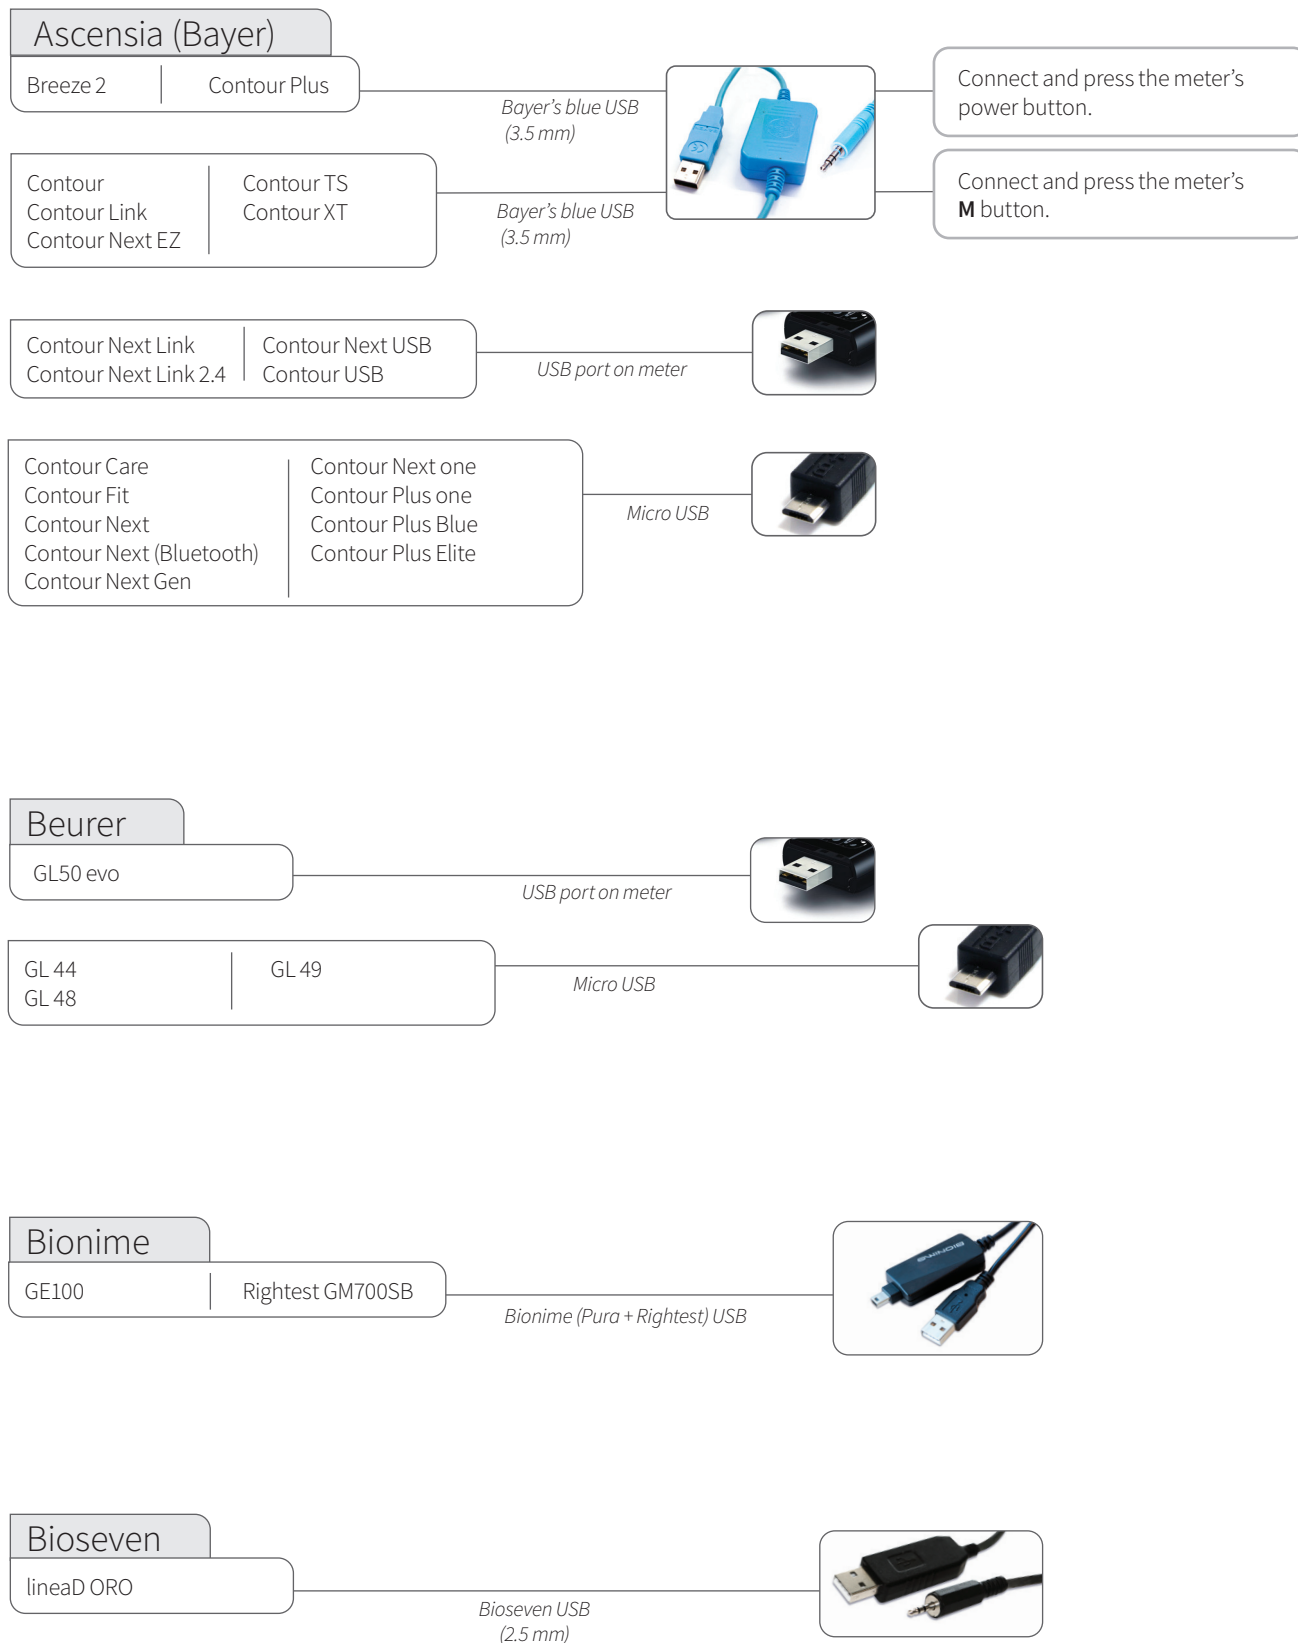 Ascensia (Bayer)
Breeze 2
Contour Plus
Bayer's blue USB
(3.5 mm)
Connect and press the meter's
power button.
Contour
Contour Link
Contour Next EZ
Contour TS
Contour XT
Bayer's blue USB
(3.5 mm)
Connect and press the meter's
M button.
Contour Next Link
Contour Next Link 2.4
Contour Next USB
Contour USB
USB port on meter
Contour Care
Contour Fit
Contour Next
Contour Next (Bluetooth)
Contour Next Gen
Contour Next one
Contour Plus one
Contour Plus Blue
Contour Plus Elite
Micro USB
Beurer
GL50 evo
USB port on meter
GL 44
GL 48
GL 49
Micro USB
Bionime
GE100
Rightest GM700SB
Bionime (Pura + Rightest) USB
BIONIME
Bioseven
lineaD ORO
Bioseven USB
(2.5 mm)